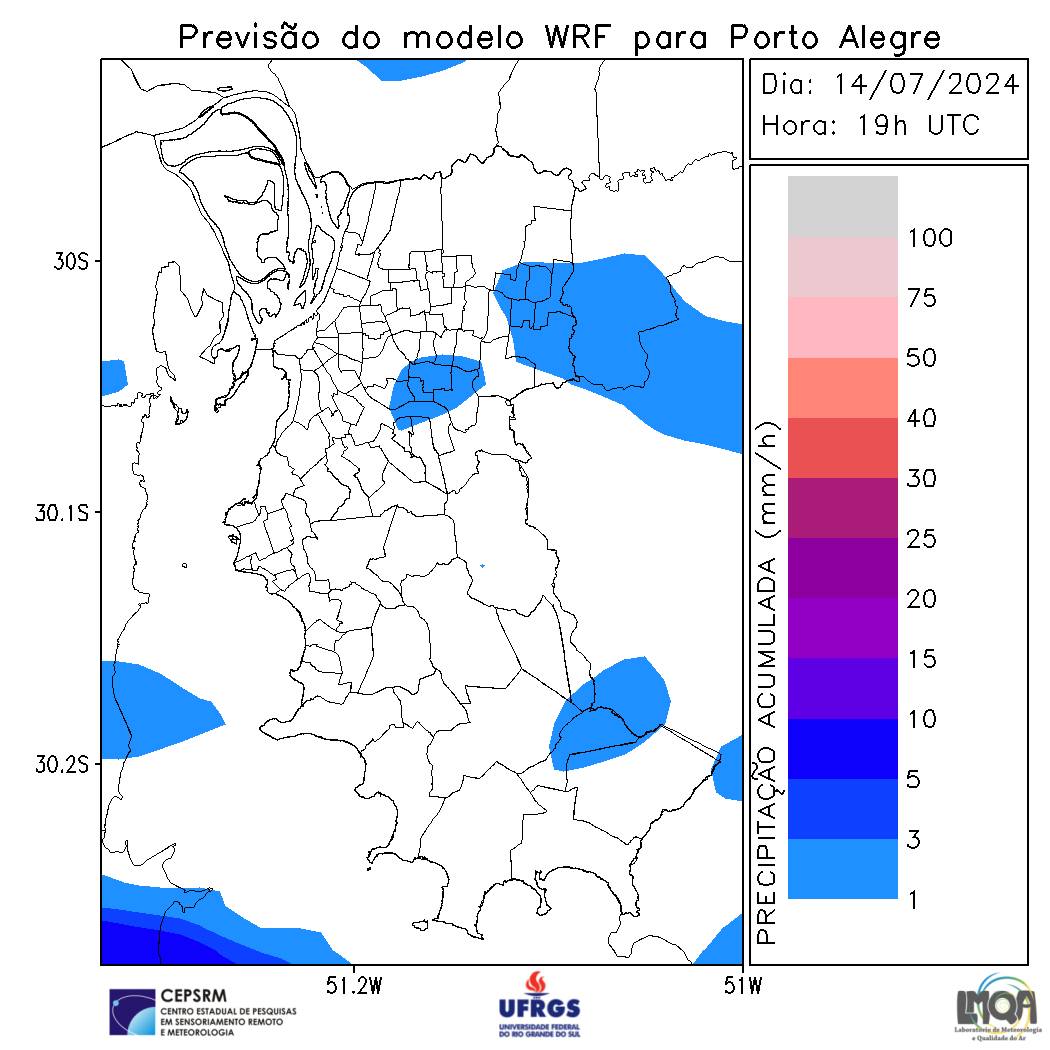 Previsão do modelo WRF para Porto Alegre
Dia: 14/07/2024
Hora: 19h UTC
100
75
50
40
30
25
20
15
10
5
3
1
PRECIPITAÇÃO ACUMULADA (mm/h)
30S
30.1S
30.2S
51.2W
51W
CEPSRM
CENTRO ESTADUAL DE PESQUISAS
EM SENSORIAMENTO REMOTO
E METEOROLOGIA
UFRGS
UNIVERSIDADE FEDERAL
DO RIO GRANDE DO SUL
LMQA
Laboratório de Meteorologia
e Qualidade do Ar